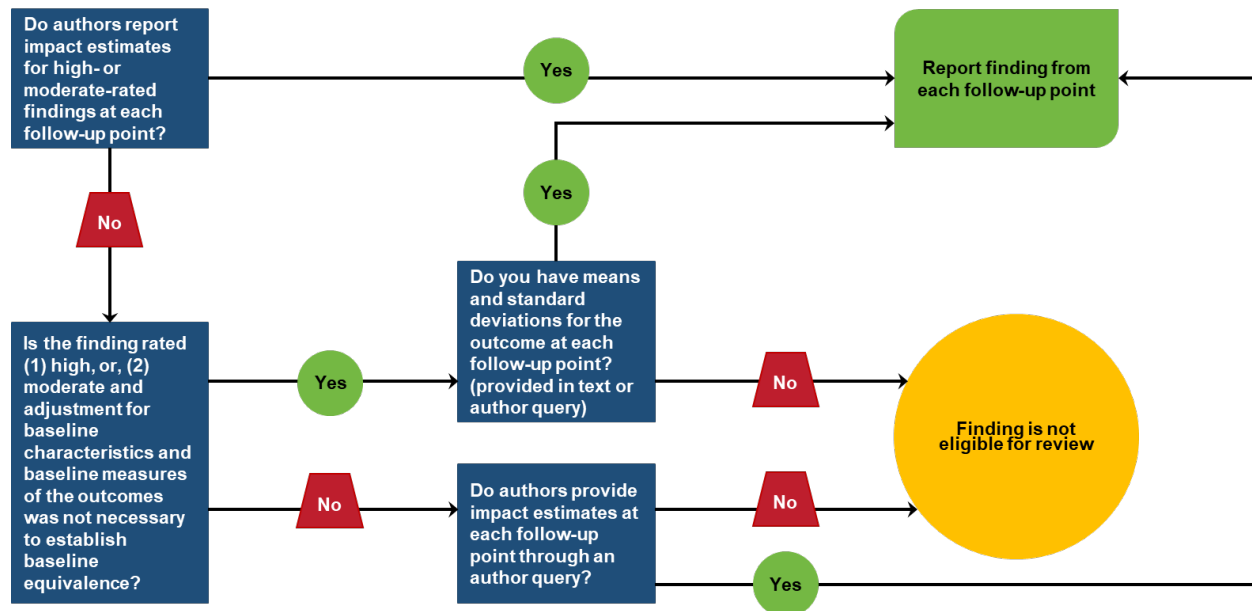 Do authors report
impact estimates
for high- or
moderate-rated
findings at each
follow-up point?
Yes
Report finding from
each follow-up point
No
Yes
Is the finding rated
(1) high, or, (2)
moderate and
adjustment for
baseline
characteristics and
baseline measures
of the outcomes
was not necessary
to establish
baseline
equivalence?
Yes
Do you have means
and standard
deviations for the
outcome at each
follow-up point?
(provided in text or
author query)
No
Finding is not
eligible for review
No
Do authors provide
impact estimates at
each follow-up
point through an
author query?
No
Yes